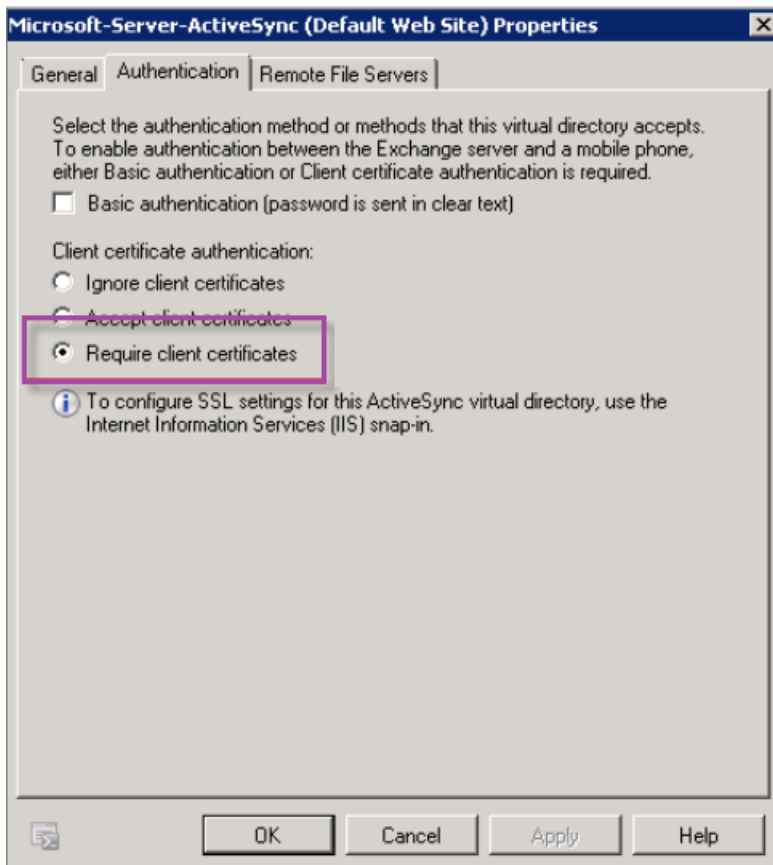 Microsoft-Server-ActiveSync (Default Web Site) Properties
General Authentication Remote File Servers
Select the authentication method or methods that this virtual directory accepts.
To enable authentication between the Exchange server and a mobile phone,
either Basic authentication or Client certificate authentication is required.
Basic authentication (password is sent in clear text)
Client certificate authentication:
Ignore client certificates
Accept client certificates
Require client certificates
To configure SSL settings for this ActiveSync virtual directory, use the
Internet Information Services (IIS) snap-in.
OK Cancel Apply Help